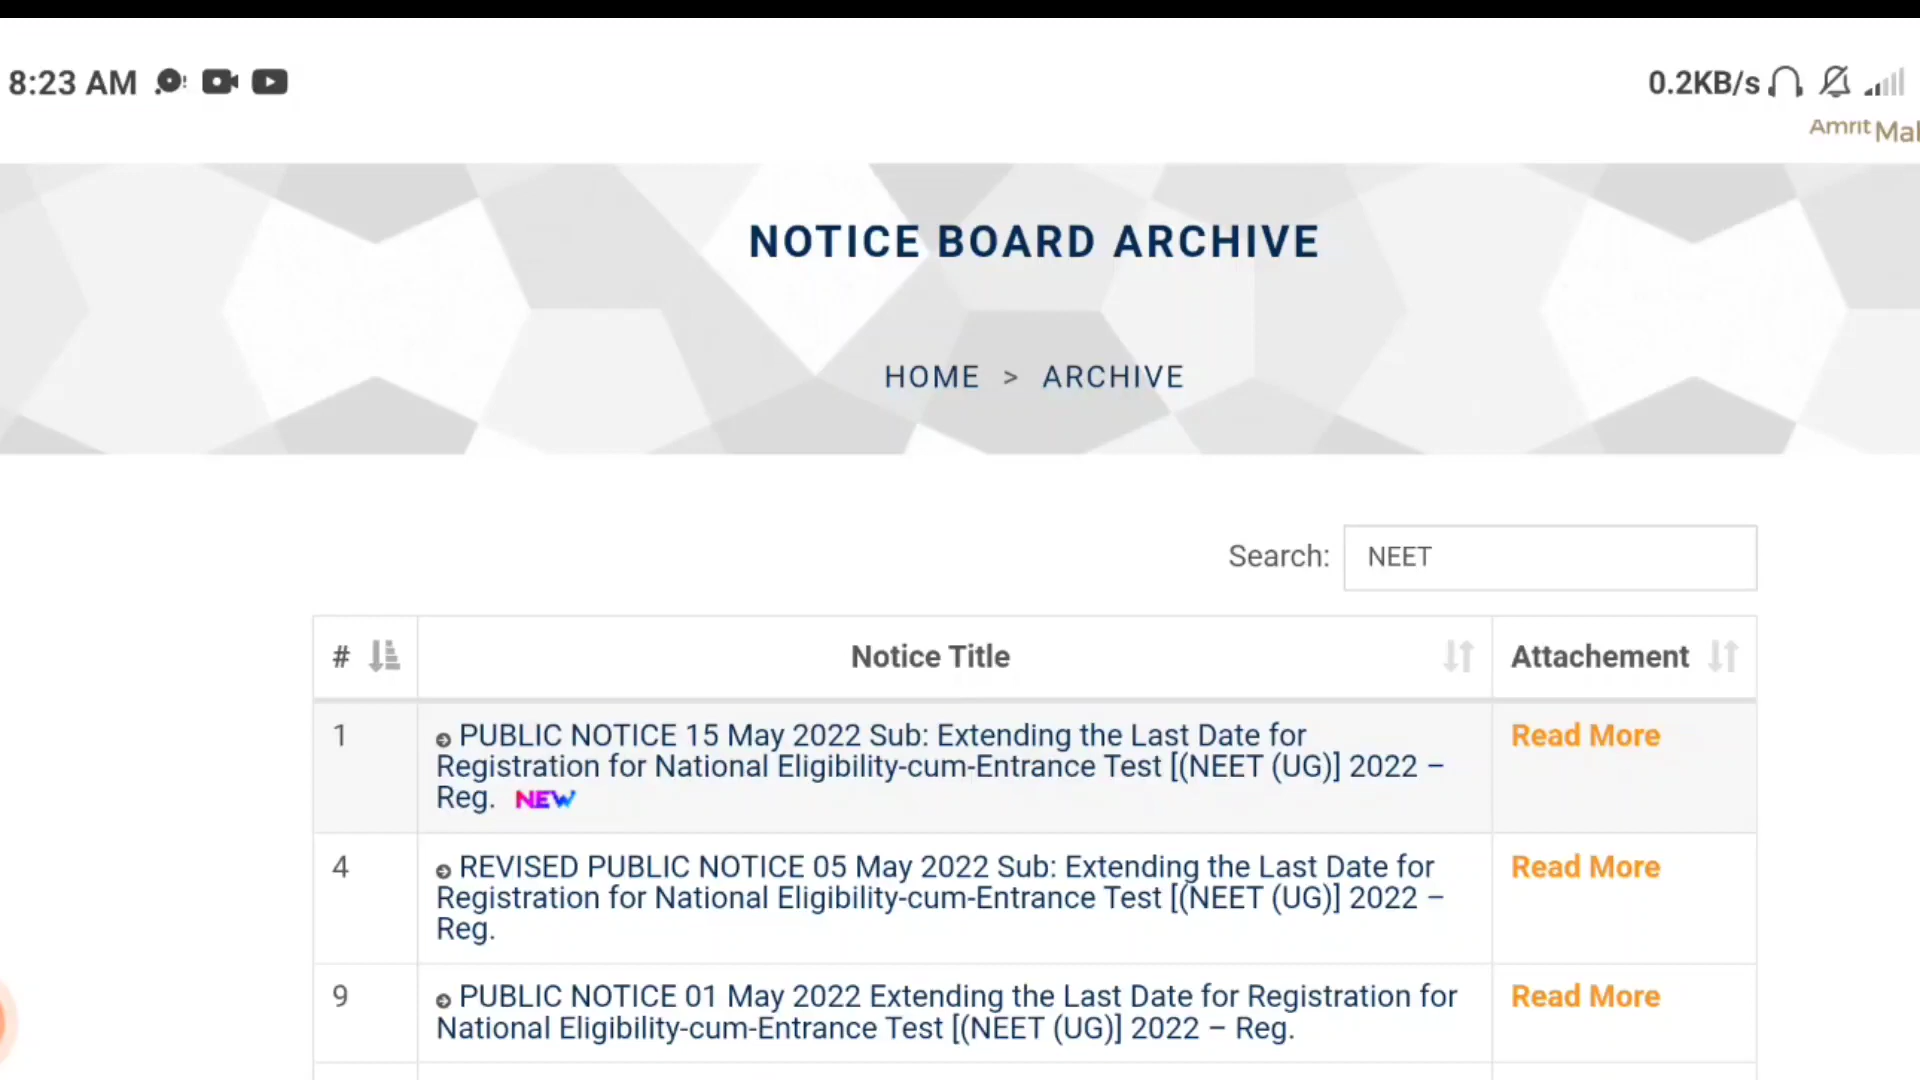 8:23 AM
0.2KB/s
Amrit
NOTICE BOARD ARCHIVE
HOME > ARCHIVE
Search: NEET
# Notice Title Attachement
1 PUBLIC NOTICE 15 May 2022 Sub: Extending the Last Date for Read More
Registration for National Eligibility-cum-Entrance Test [(NEET (UG)] 2022 –
Reg. NEW
4 REVISED PUBLIC NOTICE 05 May 2022 Sub: Extending the Last Date for Read More
Registration for National Eligibility-cum-Entrance Test [(NEET (UG)] 2022 –
Reg.
9 PUBLIC NOTICE 01 May 2022 Extending the Last Date for Registration for Read More
National Eligibility-cum-Entrance Test [(NEET (UG)] 2022 – Reg.